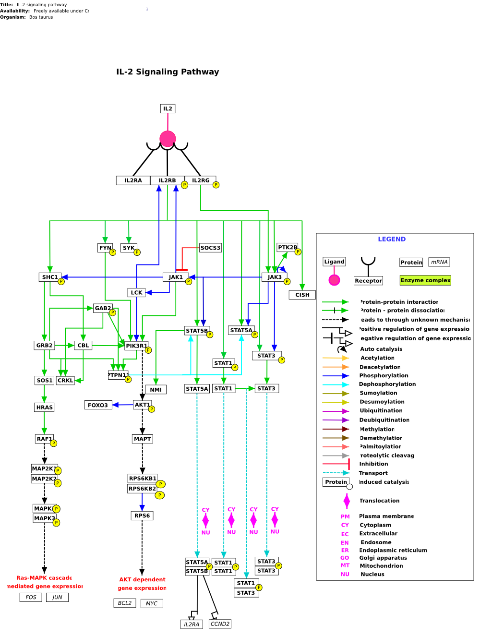 Title: IL-2 signaling pathway
Availability: Freely available under C
Organism: Bos taurus
IL-2 Signaling Pathway
IL2
IL2RA
IL2RB
P
IL2RG
P
FYN
P
SYK
P
SOCS3
PTK2B
P
SHC1
P
JAK1
P
JAK3
P
LCK
CISH
GAB2
P
STAT5B
P
STAT5A
P
GRB2
CBL
PIK3R1
P
STAT3
P
STAT1
P
PTPN11
P
SOS1
CRKL
NMI
STAT5A
STAT1
STAT3
HRAS
FOXO3
AKT1
P
RAF1
P
MAPT
MAP2K1
P
MAP2K2
P
RPS6KB1
P
RPS6KB2
P
MAPK1
P
MAPK3
P
RPS6
CY
CY
CY
CY
NU
NU
NU
NU
STAT5A
P
STAT5B
P
STAT1
P
STAT1
P
STAT3
P
STAT3
P
STAT1
P
STAT3
P
Ras-MAPK cascade
mediated gene expression
FOS
JUN
AKT dependent
gene expression
BCL2
MYC
IL2RA
CCND2
LEGEND
Ligand
Receptor
Protein
mRNA
Enzyme complex
Protein-protein interaction
Protein - protein dissociation
Leads to through unknown mechanism
Positive regulation of gene expression
Negative regulation of gene expression
Auto catalysis
Acetylation
Deacetylation
Phosphorylation
Dephosphorylation
Sumoylation
Desumoylation
Ubiquitination
Deubiquitination
Methylation
Demethylation
Palmitoylation
Proteolytic cleavage
Inhibition
Transport
Protein
Induced catalysis
Translocation
PM Plasma membrane
CY Cytoplasm
EC Extracellular
EN Endosome
ER Endoplasmic reticulum
GO Golgi apparatus
MT Mitochondrion
NU Nucleus